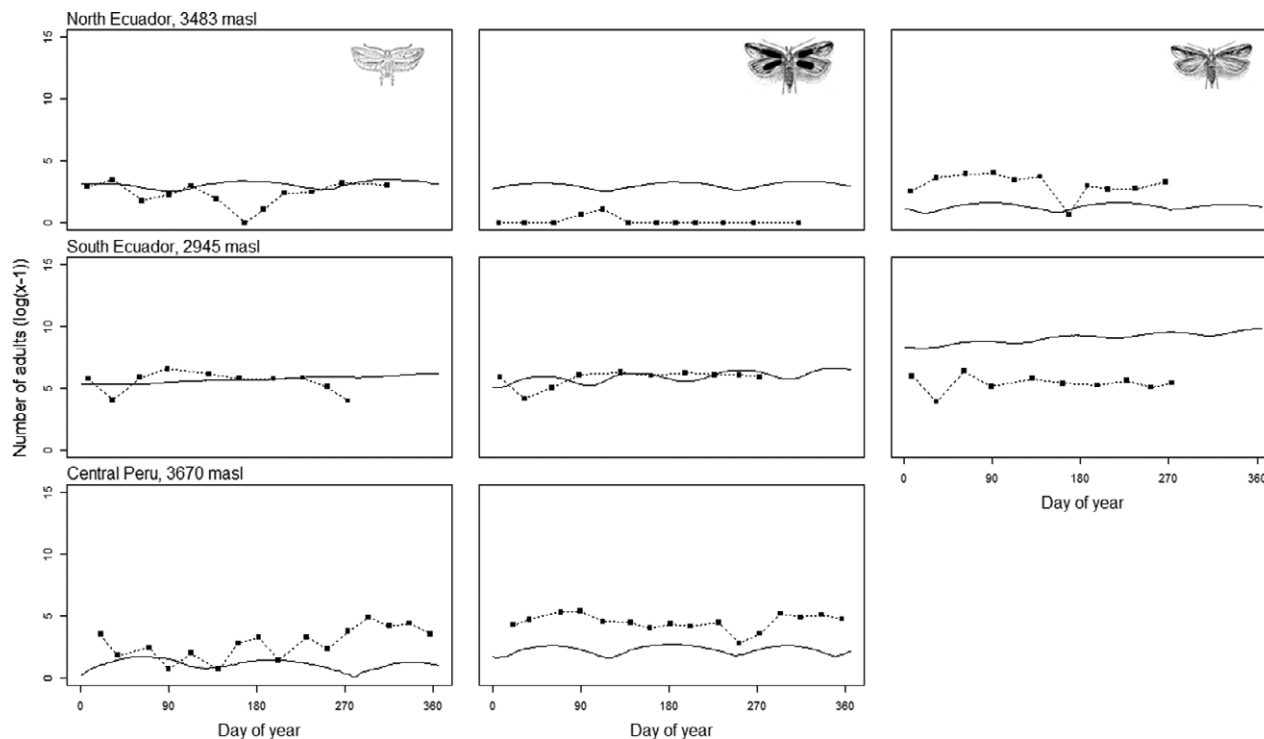 North Ecuador, 3483 masl
15
10
5
0
South Ecuador, 2945 masl
15
10
5
0
Number of adults (log(x-1))
0 90 180 270 360
Day of year
Central Peru, 3670 masl
15
10
5
0
0 90 180 270 360
0 90 180 270 360
Day of year
Day of year